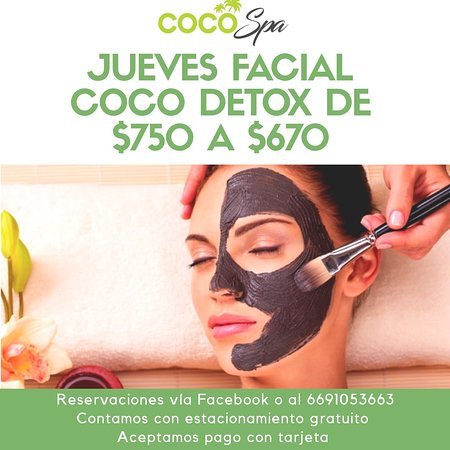 COCO Spa
JUEVES FACIAL
COCO DETOX DE
$750 A $670
Reservaciones vía Facebook o al 6691053663
Contamos con estacionamiento gratuito
Aceptamos pago con tarjeta